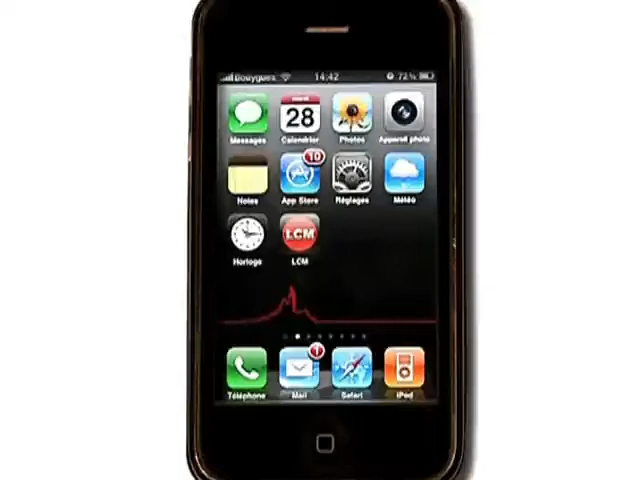 Bouygues 14:42 72%
28
Messages Calendrier Photos Appareil photo
10
Notes App Store Réglages Météo
LCM
Horloge LCM
1
Téléphone Mail Safari iPod